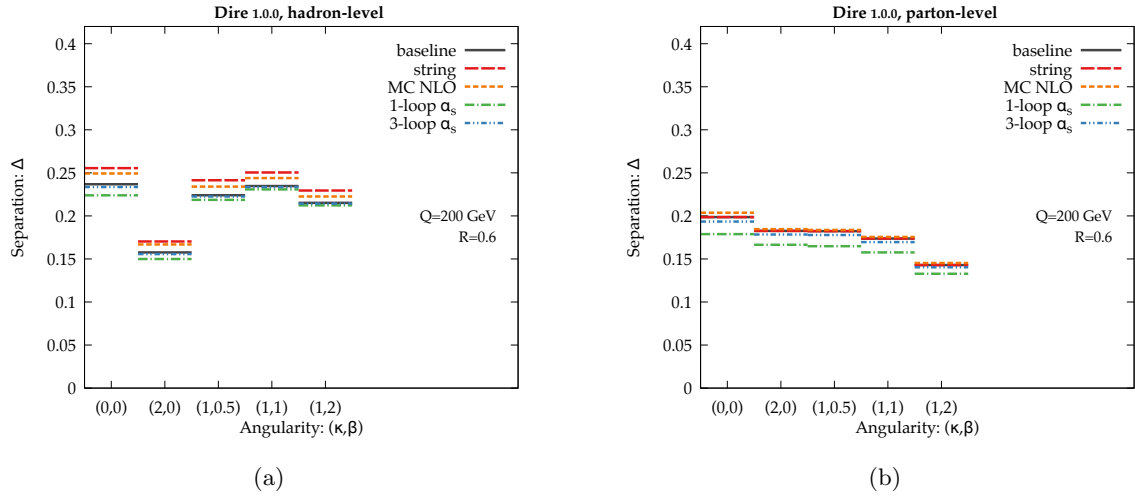 Dire 1.0.0, hadron-level
baseline
string
MC NLO
1-loop αs
3-loop αs
Q=200 GeV
R=0.6
Separation: Δ
0.4
0.35
0.3
0.25
0.2
0.15
0.1
0.05
0
(0,0) (2,0) (1,0.5) (1,1) (1,2)
Angularity: (κ,β)
(a)
Dire 1.0.0, parton-level
baseline
string
MC NLO
1-loop αs
3-loop αs
Q=200 GeV
R=0.6
Separation: Δ
0.4
0.35
0.3
0.25
0.2
0.15
0.1
0.05
0
(0,0) (2,0) (1,0.5) (1,1) (1,2)
Angularity: (κ,β)
(b)